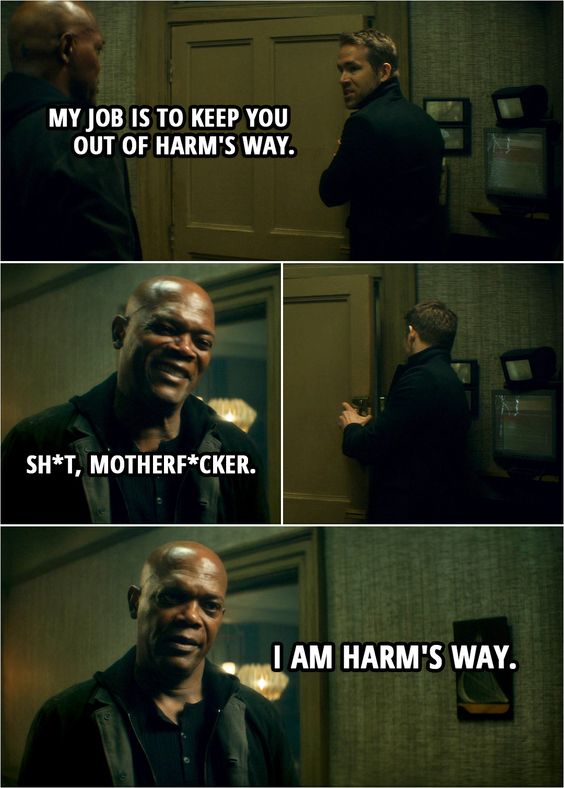 MY JOB IS TO KEEP YOU
OUT OF HARM'S WAY.
SH*T, MOTHERF*CKER.
I AM HARM'S WAY.